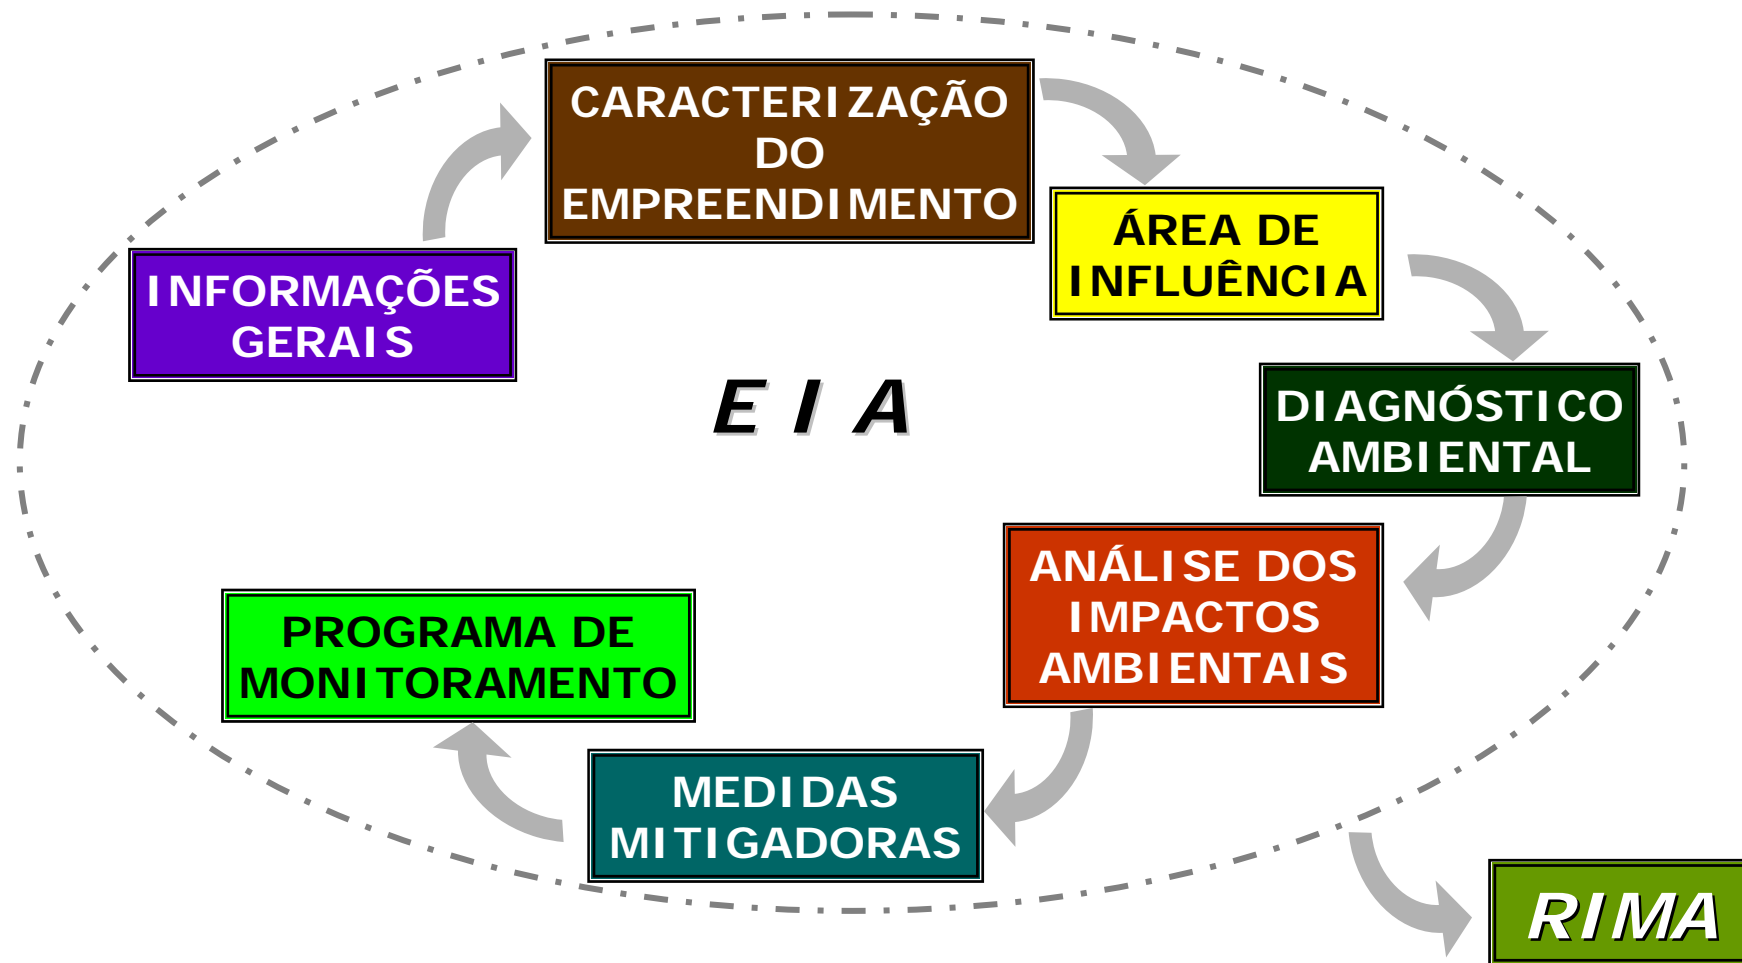 CARACTERIZAÇÃO
DO
EMPREENDIMENTO
ÁREA DE
INFLUÊNCIA
INFORMAÇÕES
GERAIS
EIA
DIAGNÓSTICO
AMBIENTAL
ANÁLISE DOS
IMPACTOS
AMBIENTAIS
PROGRAMA DE
MONITORAMENTO
MEDIDAS
MITIGADORAS
RIMA